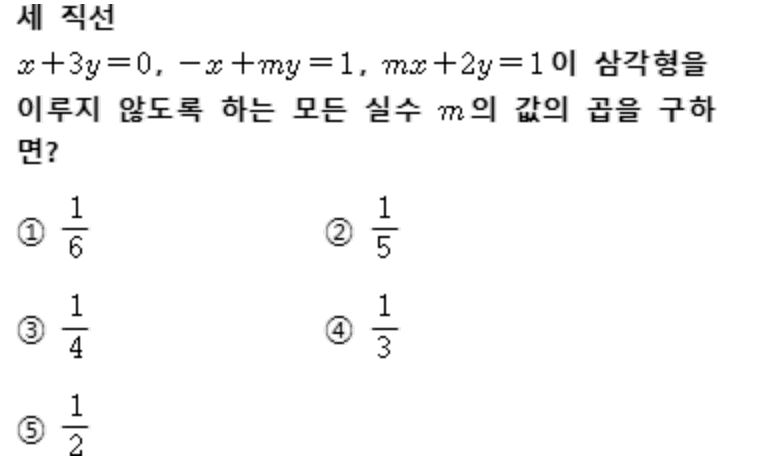 세 직선
x+3y=0, -x+my=1, mx+2y=1이 삼각형을
이루지 않도록 하는 모든 실수 m의 값의 곱을 구하
면?
① 1/6 ② 1/5
③ 1/4 ④ 1/3
⑤ 1/2